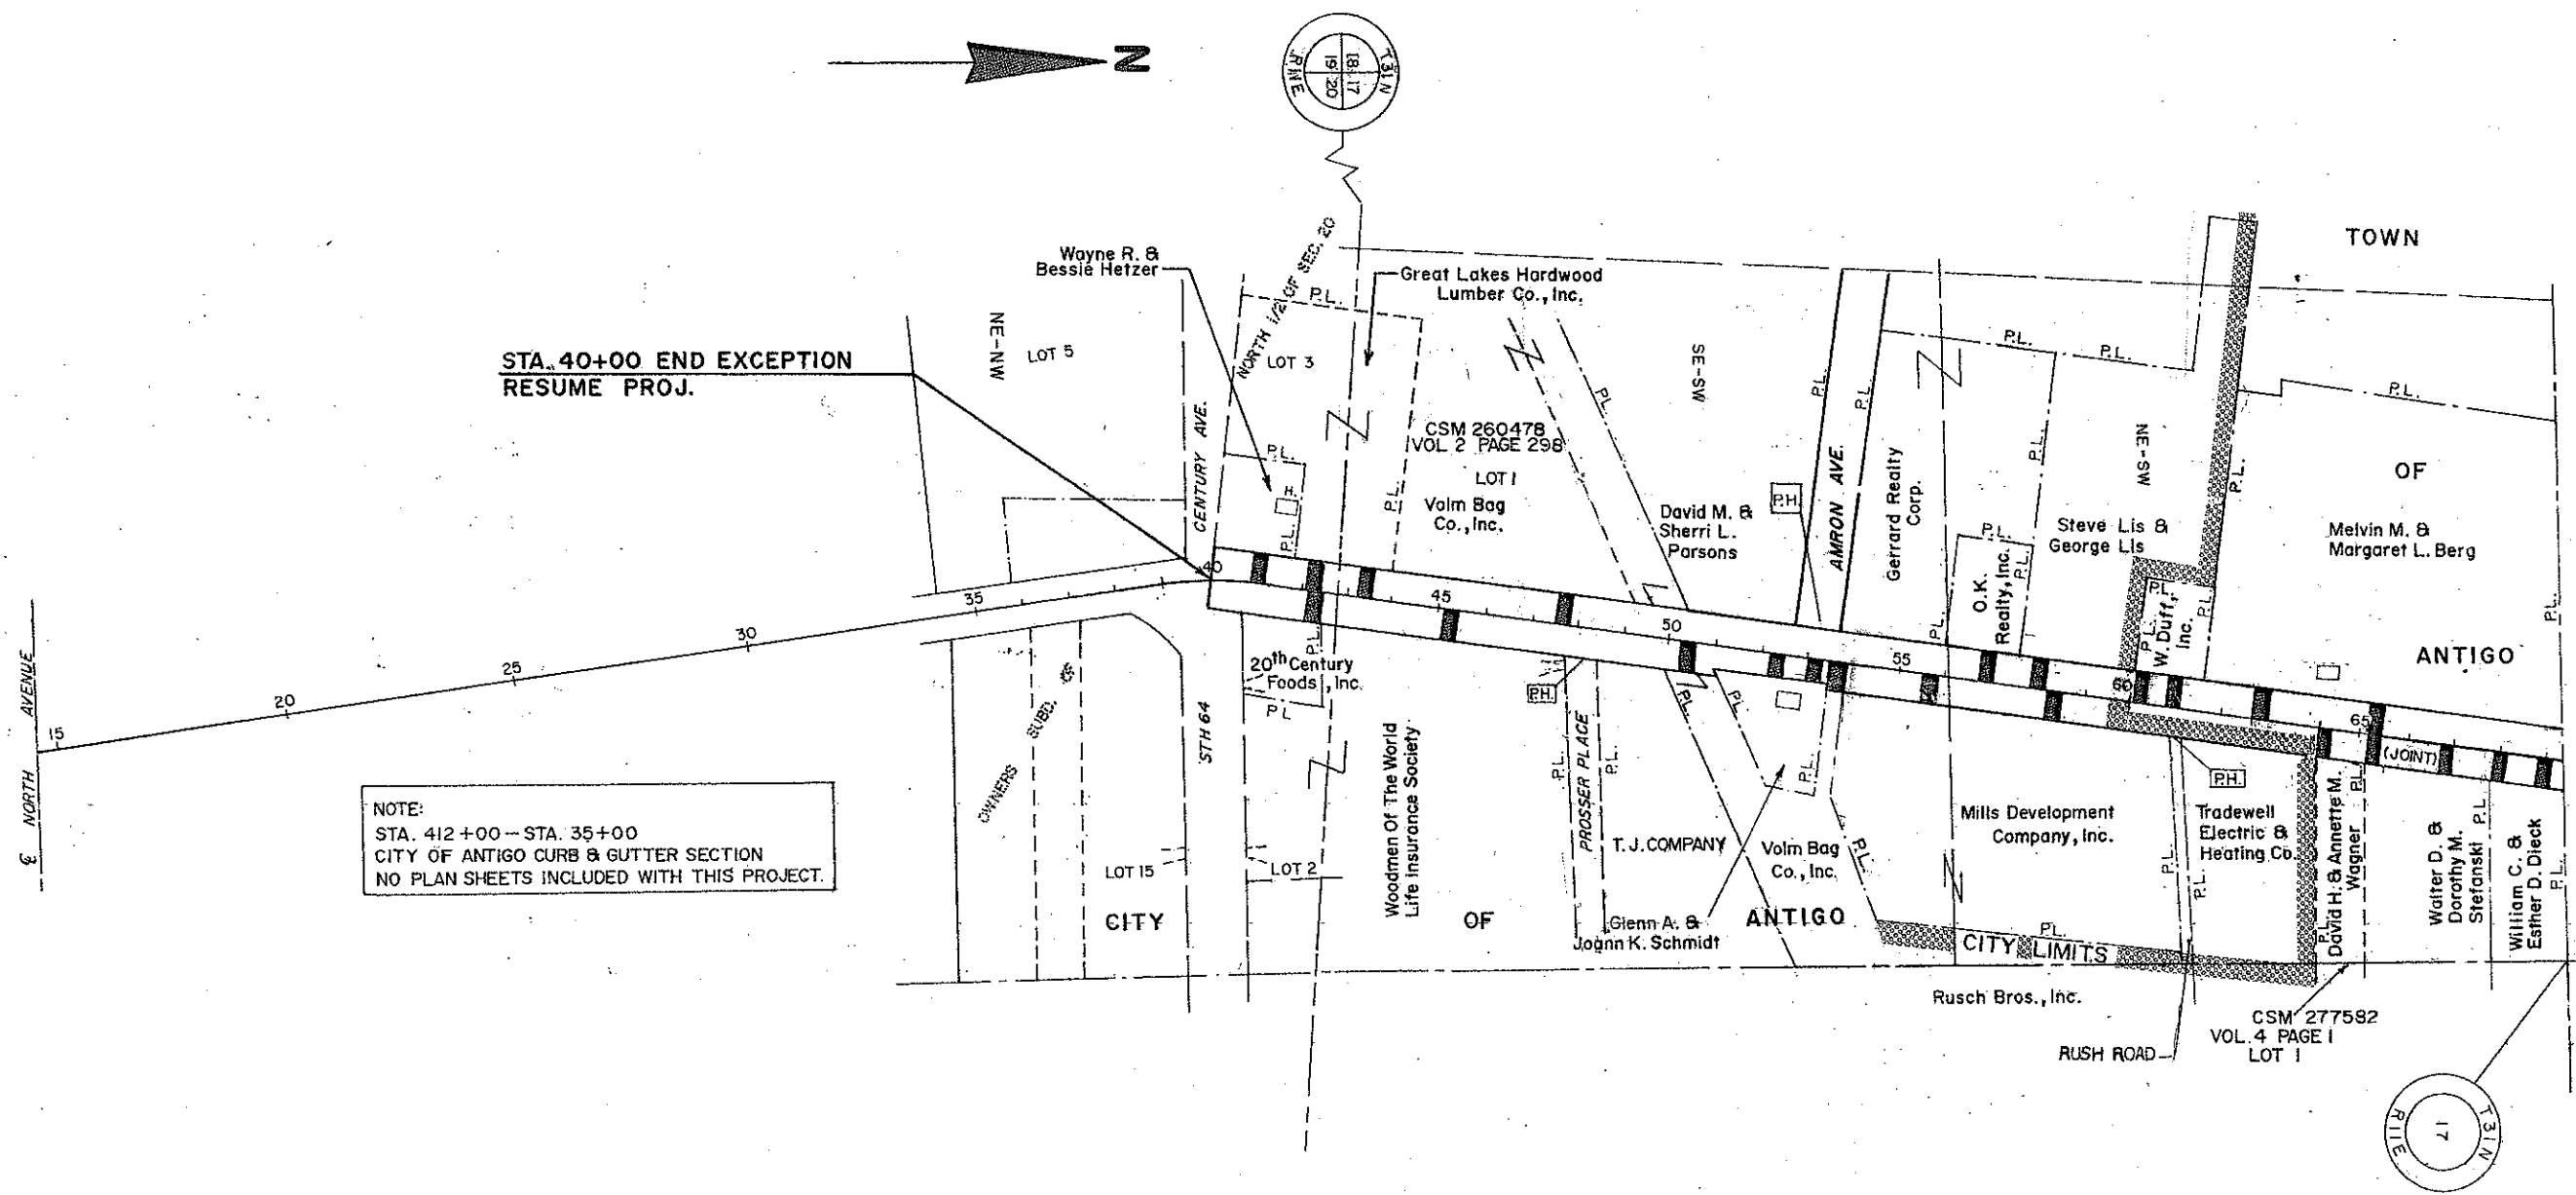 N
T31N
18 17
19 20
R11E
TOWN
Wayne R. &
Bessie Hetzer
NORTH 1/2 OF SEC. 20
P.L.
Great Lakes Hardwood
Lumber Co., Inc.
STA. 40+00 END EXCEPTION
RESUME PROJ.
NE-NW
LOT 5
CENTURY AVE.
LOT 3
P.L.
H.
P.L.
P.L.
CSM 260478
VOL 2 PAGE 298
LOT 1
Volm Bag
Co., Inc.
P.L.
SE-SW
David M. &
Sherri L.
Parsons
P.H.
P.L.
AMRON AVE.
P.L.
Gerrard Realty
Corp.
P.L.
P.L.
P.L.
P.L.
P.L.
O.K.
Realty, Inc.
P.L.
P.L.
NE-SW
Steve Lis &
George Lis
P.L.
P.L.
P.L.
W. Duff,
Inc.
P.L.
P.L.
P.L.
OF
Melvin M. &
Margaret L. Berg
P.L.
ANTIGO
15
20
25
30
35
40
45
50
55
60
65
(JOINT)
℄ NORTH AVENUE
NOTE:
STA. 412+00 - STA. 35+00
CITY OF ANTIGO CURB & GUTTER SECTION
NO PLAN SHEETS INCLUDED WITH THIS PROJECT.
OWNERS
SUBD.
LOT 15
CITY
STH 64
P.L.
20th Century
Foods, Inc.
P L
LOT 2
Woodmen Of The World
Life Insurance Society
OF
P.H.
P.L.
PROSSER PLACE
P.L.
T.J. COMPANY
Glenn A. &
Joann K. Schmidt
P.L.
P.L.
P.L.
Volm Bag
Co., Inc.
P.L.
ANTIGO
Mills Development
Company, Inc.
P.L.
CITY LIMITS
Rusch Bros., Inc.
P.H.
P.L.
P.L.
Tradewell
Electric &
Heating Co.
RUSH ROAD
P.L.
David H. & Annette M.
Wagner
P.L.
CSM 277582
VOL. 4 PAGE 1
LOT 1
Walter D. &
Dorothy M.
Stefanski
P.L
William C. &
Esther D. Dieck
P.L.
T31N
17
R11E